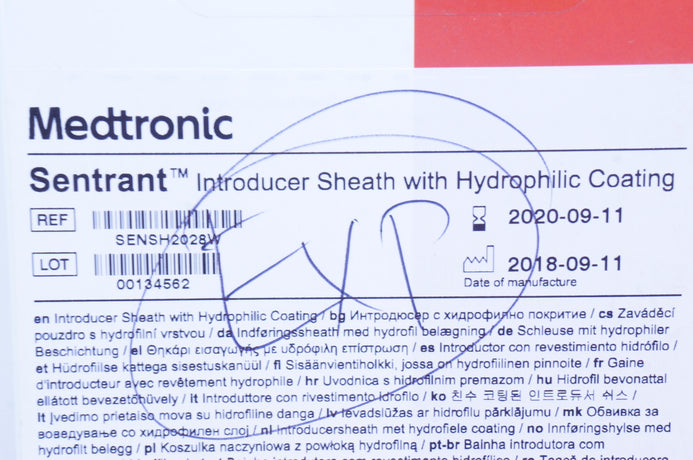 Medtronic
Sentrant™ Introducer Sheath with Hydrophilic Coating
REF SENSH2028W 2020-09-11
EXP
LOT 00134562 2018-09-11
Date of manufacture
en Introducer Sheath with Hydrophilic Coating / bg Интродюсер с хидрофилно покритие / cs Zaváděcí
pouzdro s hydrofilní vrstvou / da Indføringssheath med hydrofil belægning / de Schleuse mit hydrophiler
Beschichtung / el Θηκάρι εισαγωγής με υδρόφιλη επίστρωση / es Introductor con revestimiento hidrófilo /
et Hüdrofiilse kattega sisestuskanüül / fi Sisäänvientiholkki, jossa on hydrofiilinen pinnoite / fr Gaine
d'introducteur avec revêtement hydrophile / hr Uvodnica s hidrofilnim premazom / hu Hidrofil bevonattal
ellátott bevezetőhüvely / it Introduttore con rivestimento idrofilo / ko 친수 코팅된 인트로듀서 쉬스 /
lt Įvedimo prietaiso mova su hidrofiline danga / lv Ievadslūžas ar hidrofilu pārklājumu / mk Обвивка за
воведување со хидрофилен слој / nl Introducersheath met hydrofiele coating / no Innføringshylse med
hydrofilt belegg / pl Koszulka naczyniowa z powłoką hydrofilną / pt-br Bainha introdutora com